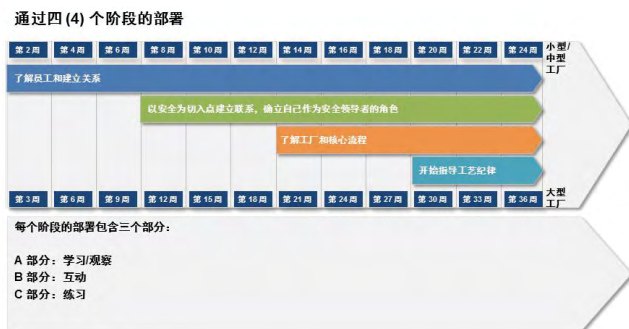 通过四 (4) 个阶段的部署
第 2 周 第 4 周 第 6 周 第 8 周 第 10 周 第 12 周 第 14 周 第 16 周 第 18 周 第 20 周 第 22 周 第 24 周 小型/
中型
工厂
了解员工和建立关系
以安全为切入点建立联系，确立自己作为安全领导者的角色
了解工厂和核心流程
开始指导工艺纪律
第 3 周 第 6 周 第 9 周 第 12 周 第 15 周 第 18 周 第 21 周 第 24 周 第 27 周 第 30 周 第 33 周 第 36 周 大型
工厂
每个阶段的部署包含三个部分：
A 部分：学习/观察
B 部分：互动
C 部分：练习